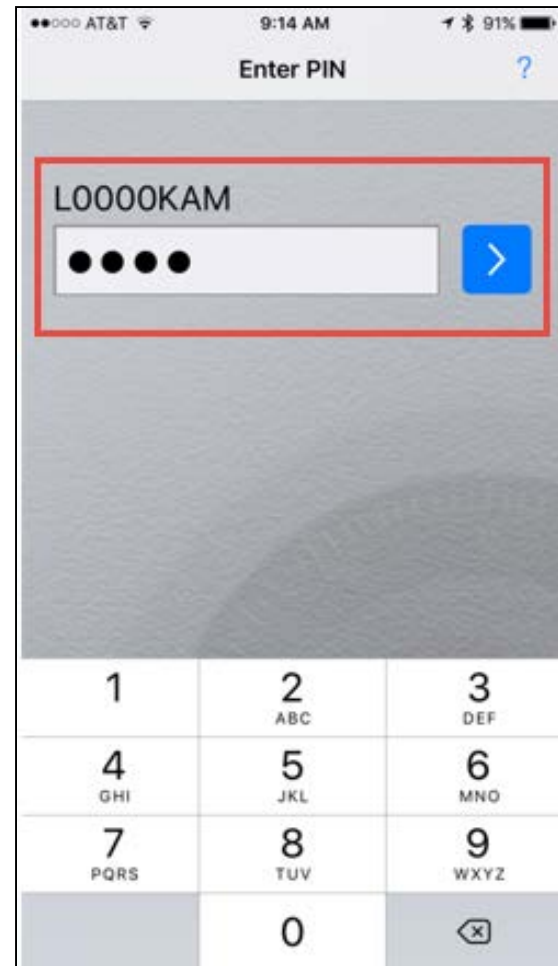 AT&T 9:14 AM 91%
Enter PIN ?
L0000KAM
●●●●
1 2 3
ABC DEF
4 5 6
GHI JKL MNO
7 8 9
PQRS TUV WXYZ
0